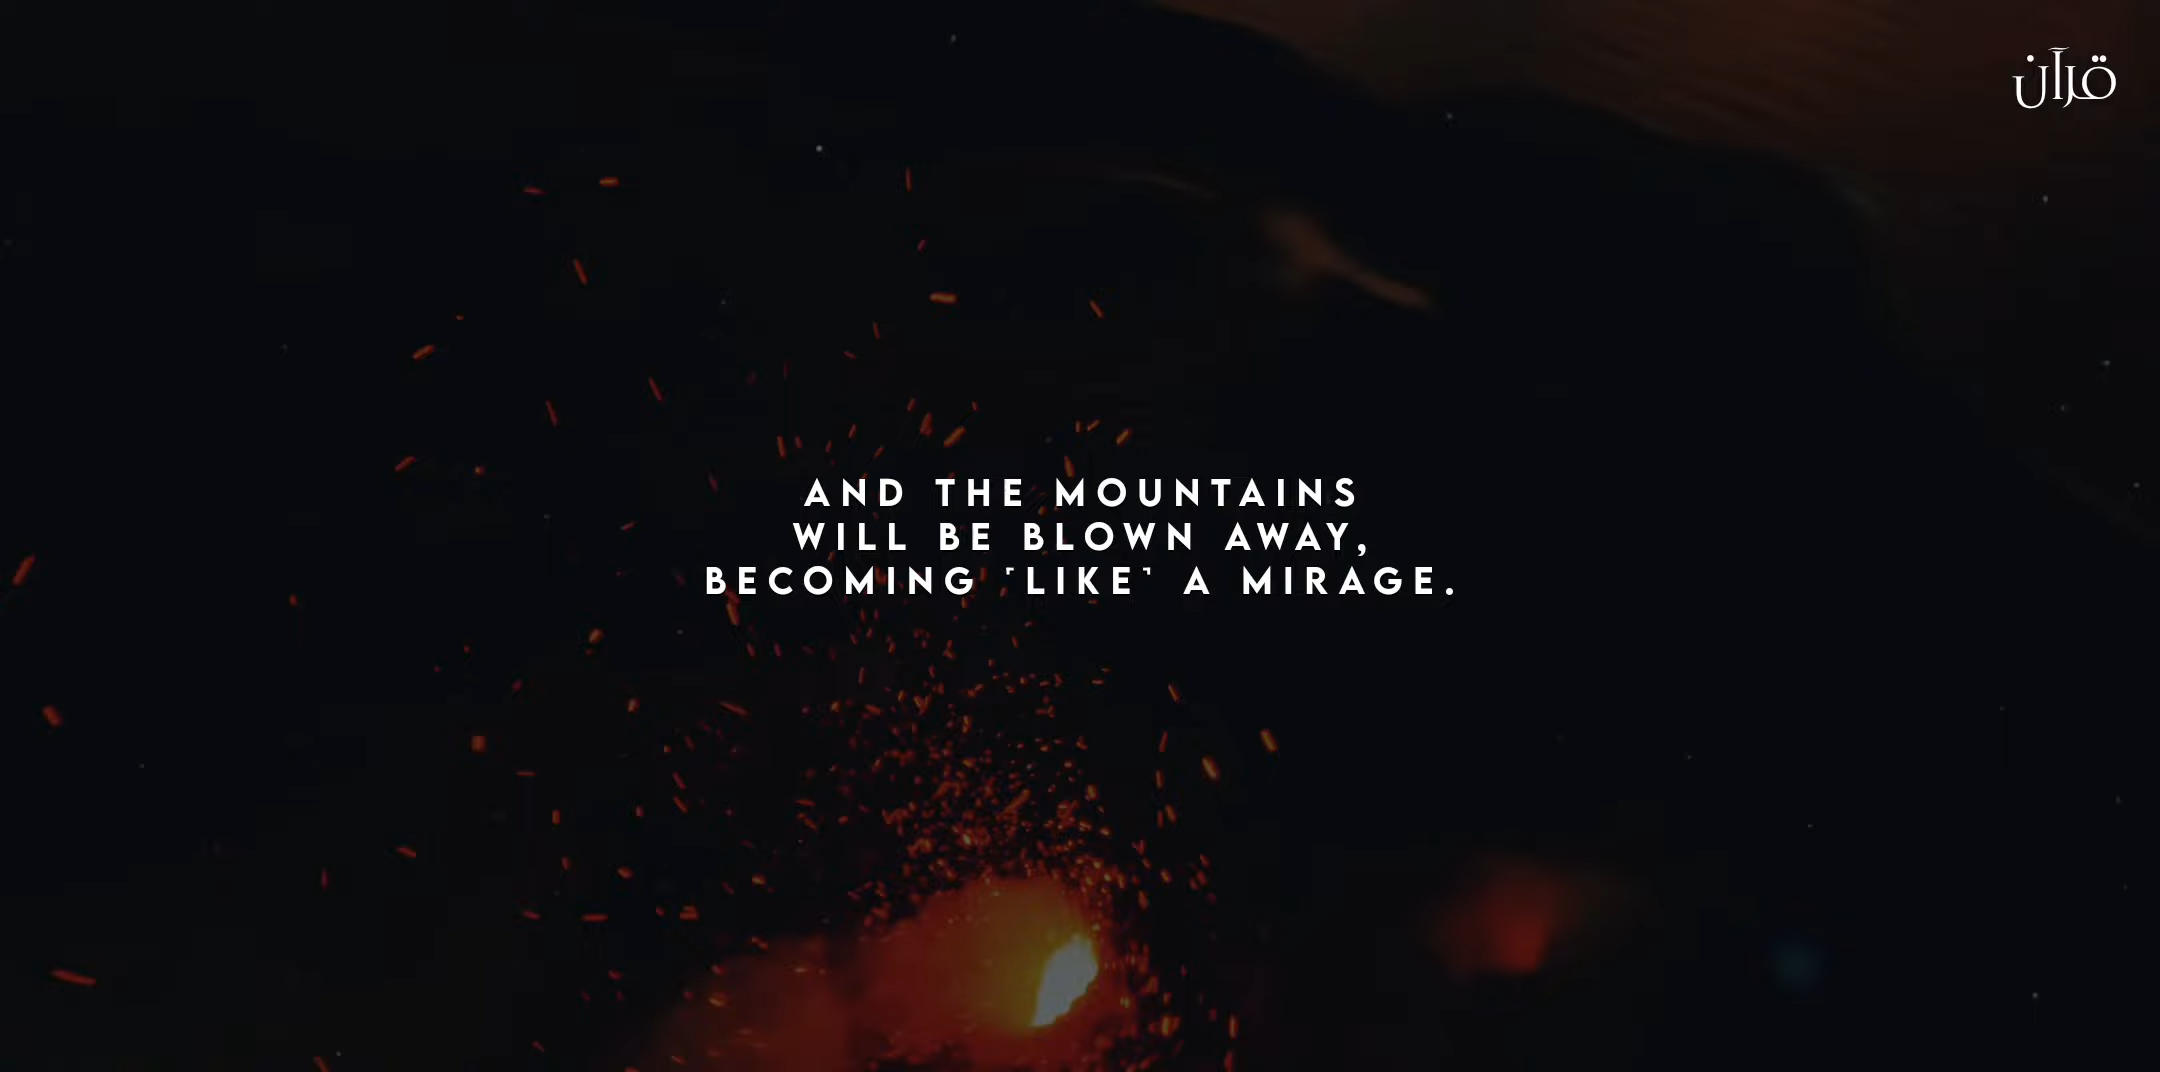 قرآن
AND THE MOUNTAINS
WILL BE BLOWN AWAY,
BECOMING ˹LIKE˺ A MIRAGE.